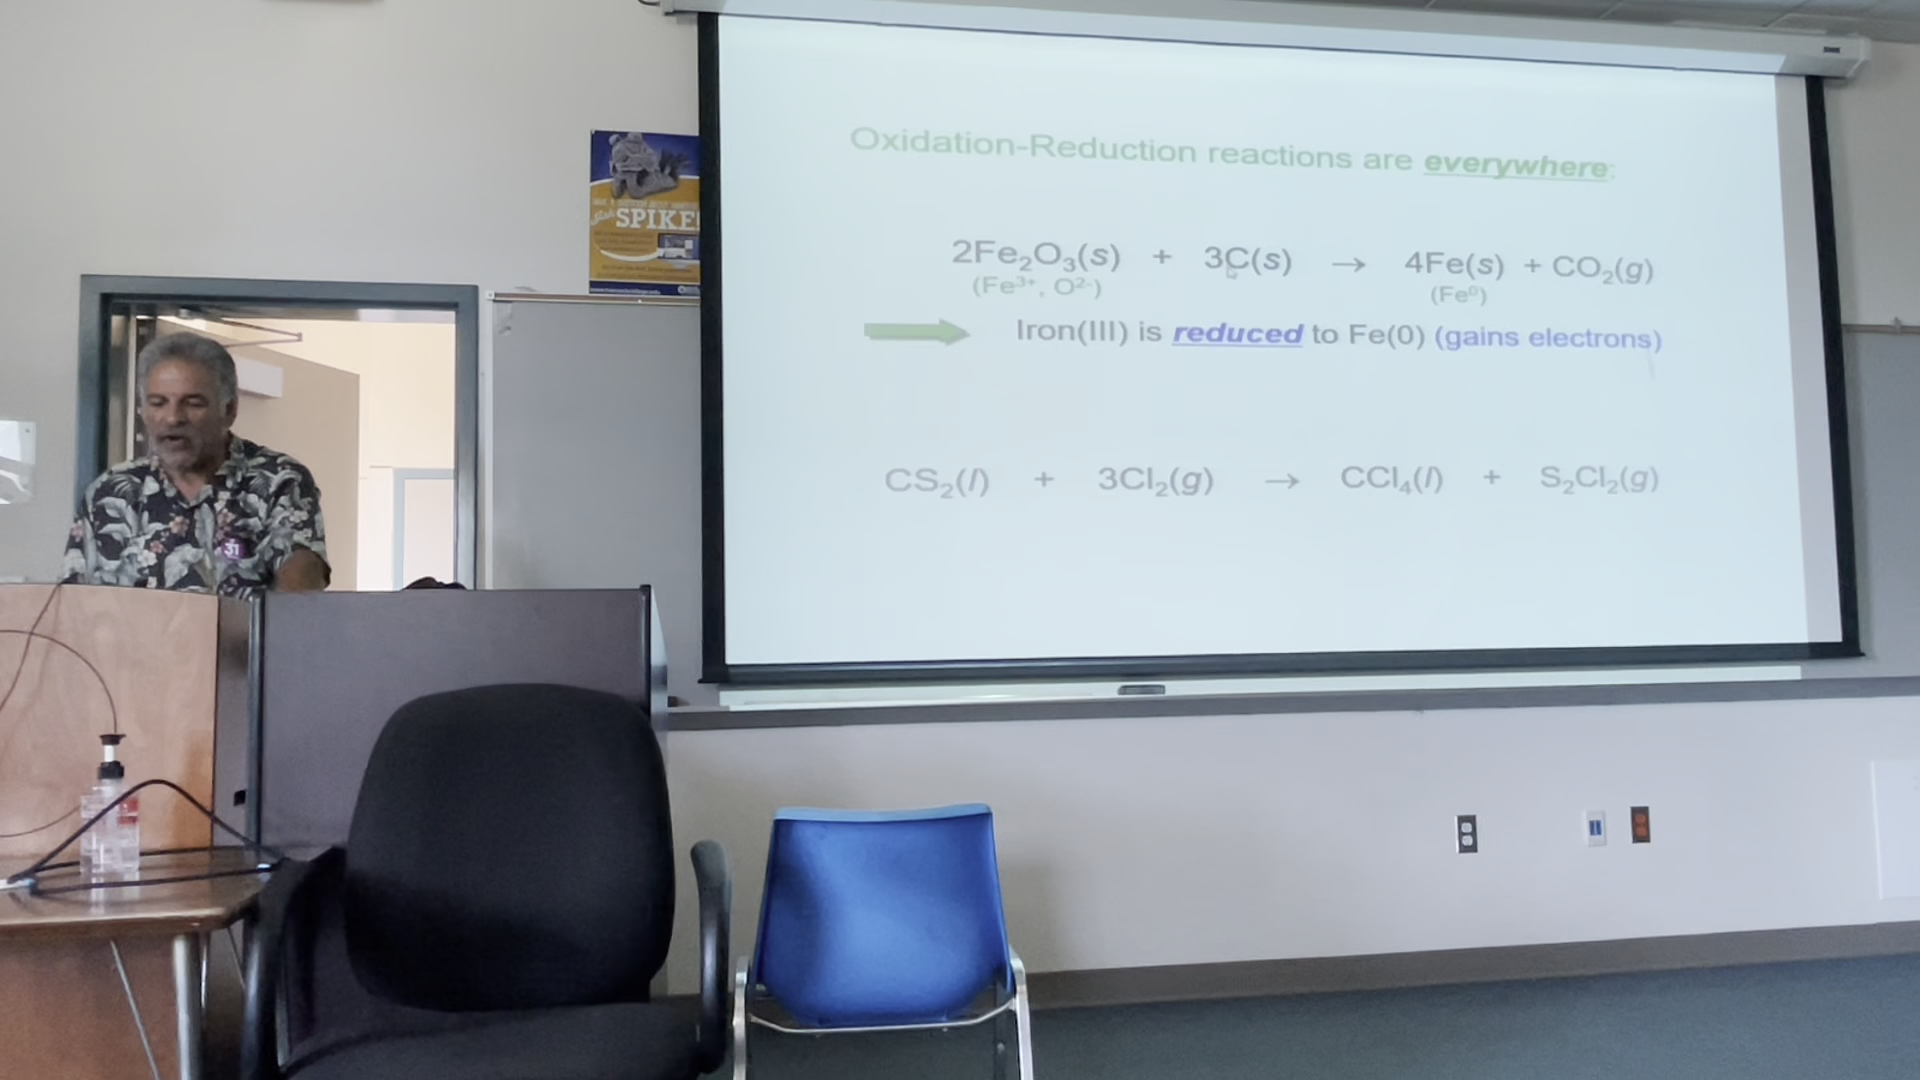 Oxidation-Reduction reactions are everywhere:
2Fe₂O₃(s) + 3C(s) → 4Fe(s) + CO₂(g)
(Fe³⁺, O²⁻) (Fe⁰)
Iron(III) is reduced to Fe(0) (gains electrons)
CS₂(l) + 3Cl₂(g) → CCl₄(l) + S₂Cl₂(g)
SPIKE!
31